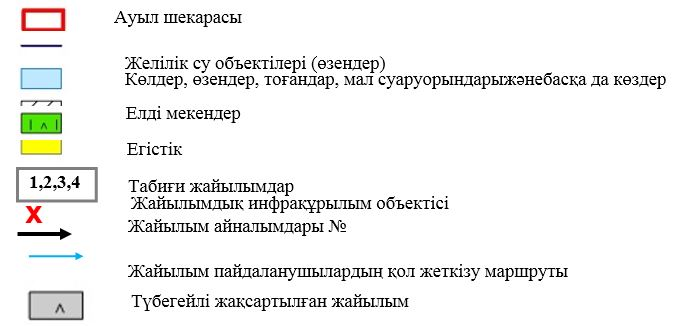 Ауыл шекарасы
Желілік су объектілері (өзендер)
Көлдер, өзендер, тоғандар, мал суаруорындарыжәнебасқа да көздер
Елді мекендер
Егістік
1,2,3,4
Табиғи жайылымдар
Жайылымдық инфрақұрылым объектісі
X
Жайылым айналымдары №
Жайылым пайдаланушылардың қол жеткізу маршруты
Түбегейлі жақсартылған жайылым